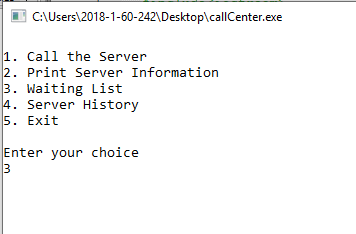 C:\Users\2018-1-60-242\Desktop\callCenter.exe
1. Call the Server
2. Print Server Information
3. Waiting List
4. Server History
5. Exit
Enter your choice
3